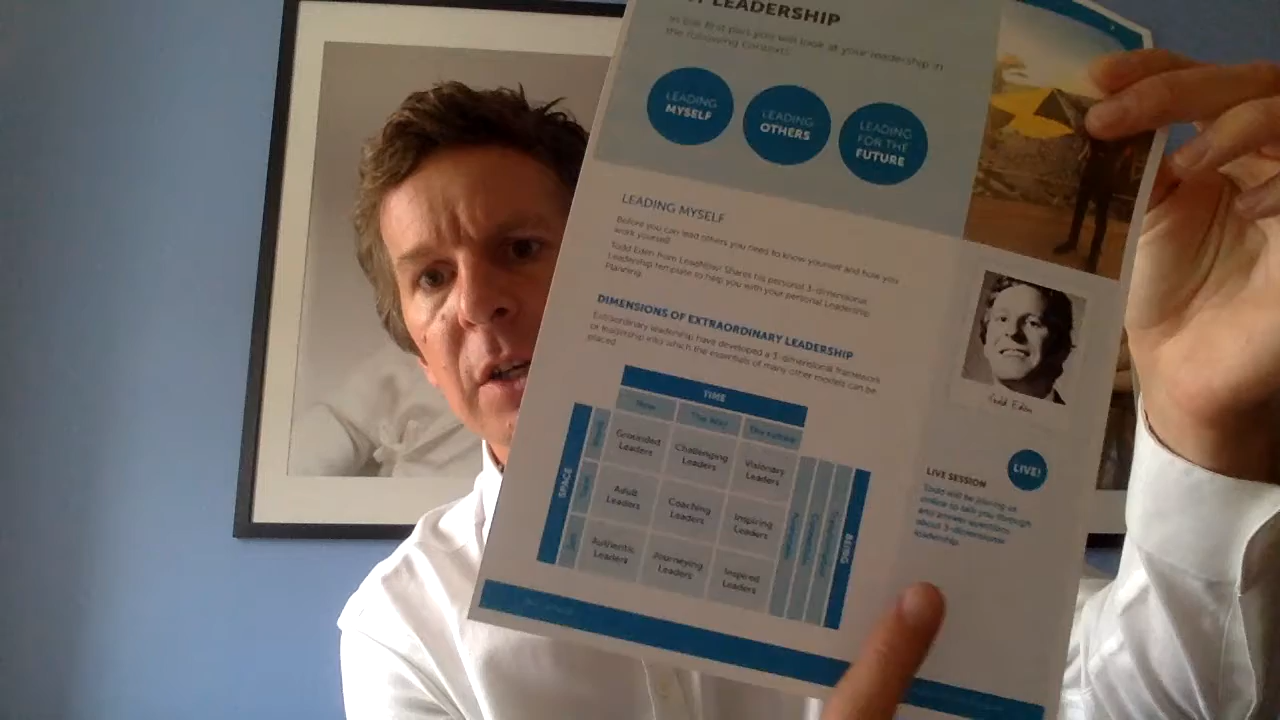 LEADERSHIP
In the first part you will look at your leadership in
the following contexts:
LEADING
MYSELF
LEADING
OTHERS
LEADING
FOR THE
FUTURE
LEADING MYSELF
Before you can lead others you need to know yourself and how you
work yourself.
Todd Eden from Shares his personal 3-dimensional
Leadership template to help you with your personal Leadership
Planning.
DIMENSIONS OF EXTRAORDINARY LEADERSHIP
Extraordinary leadership have developed a 3-dimensional framework
of leadership into which the essentials of many other models can be
placed
TIME
Now
The Way
The Future
SPACE
Grounded
Leaders
Challenging
Leaders
Visionary
Leaders
Adult
Leaders
Coaching
Leaders
Inspiring
Leaders
Authentic
Leaders
Journeying
Leaders
Inspired
Leaders
BEING
Todd Eden
LIVE!
LIVE SESSION
Todd will be joining us
online to talk you through
and answer questions
about 3-dimensional
leadership.